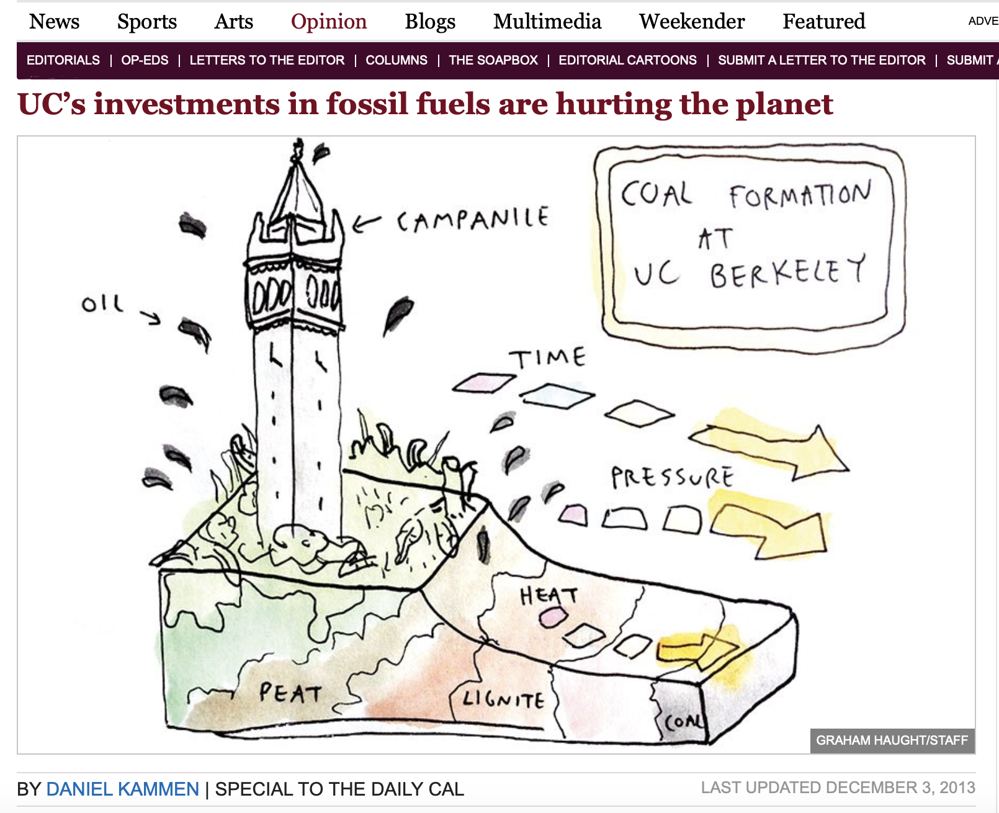 News Sports Arts Opinion Blogs Multimedia Weekender Featured ADVE
EDITORIALS | OP-EDS | LETTERS TO THE EDITOR | COLUMNS | THE SOAPBOX | EDITORIAL CARTOONS | SUBMIT A LETTER TO THE EDITOR | SUBMIT A
UC's investments in fossil fuels are hurting the planet
COAL FORMATION
AT
UC BERKELEY
CAMPANILE
OIL
TIME
PRESSURE
HEAT
PEAT
LIGNITE
COAL
GRAHAM HAUGHT/STAFF
BY DANIEL KAMMEN | SPECIAL TO THE DAILY CAL
LAST UPDATED DECEMBER 3, 2013